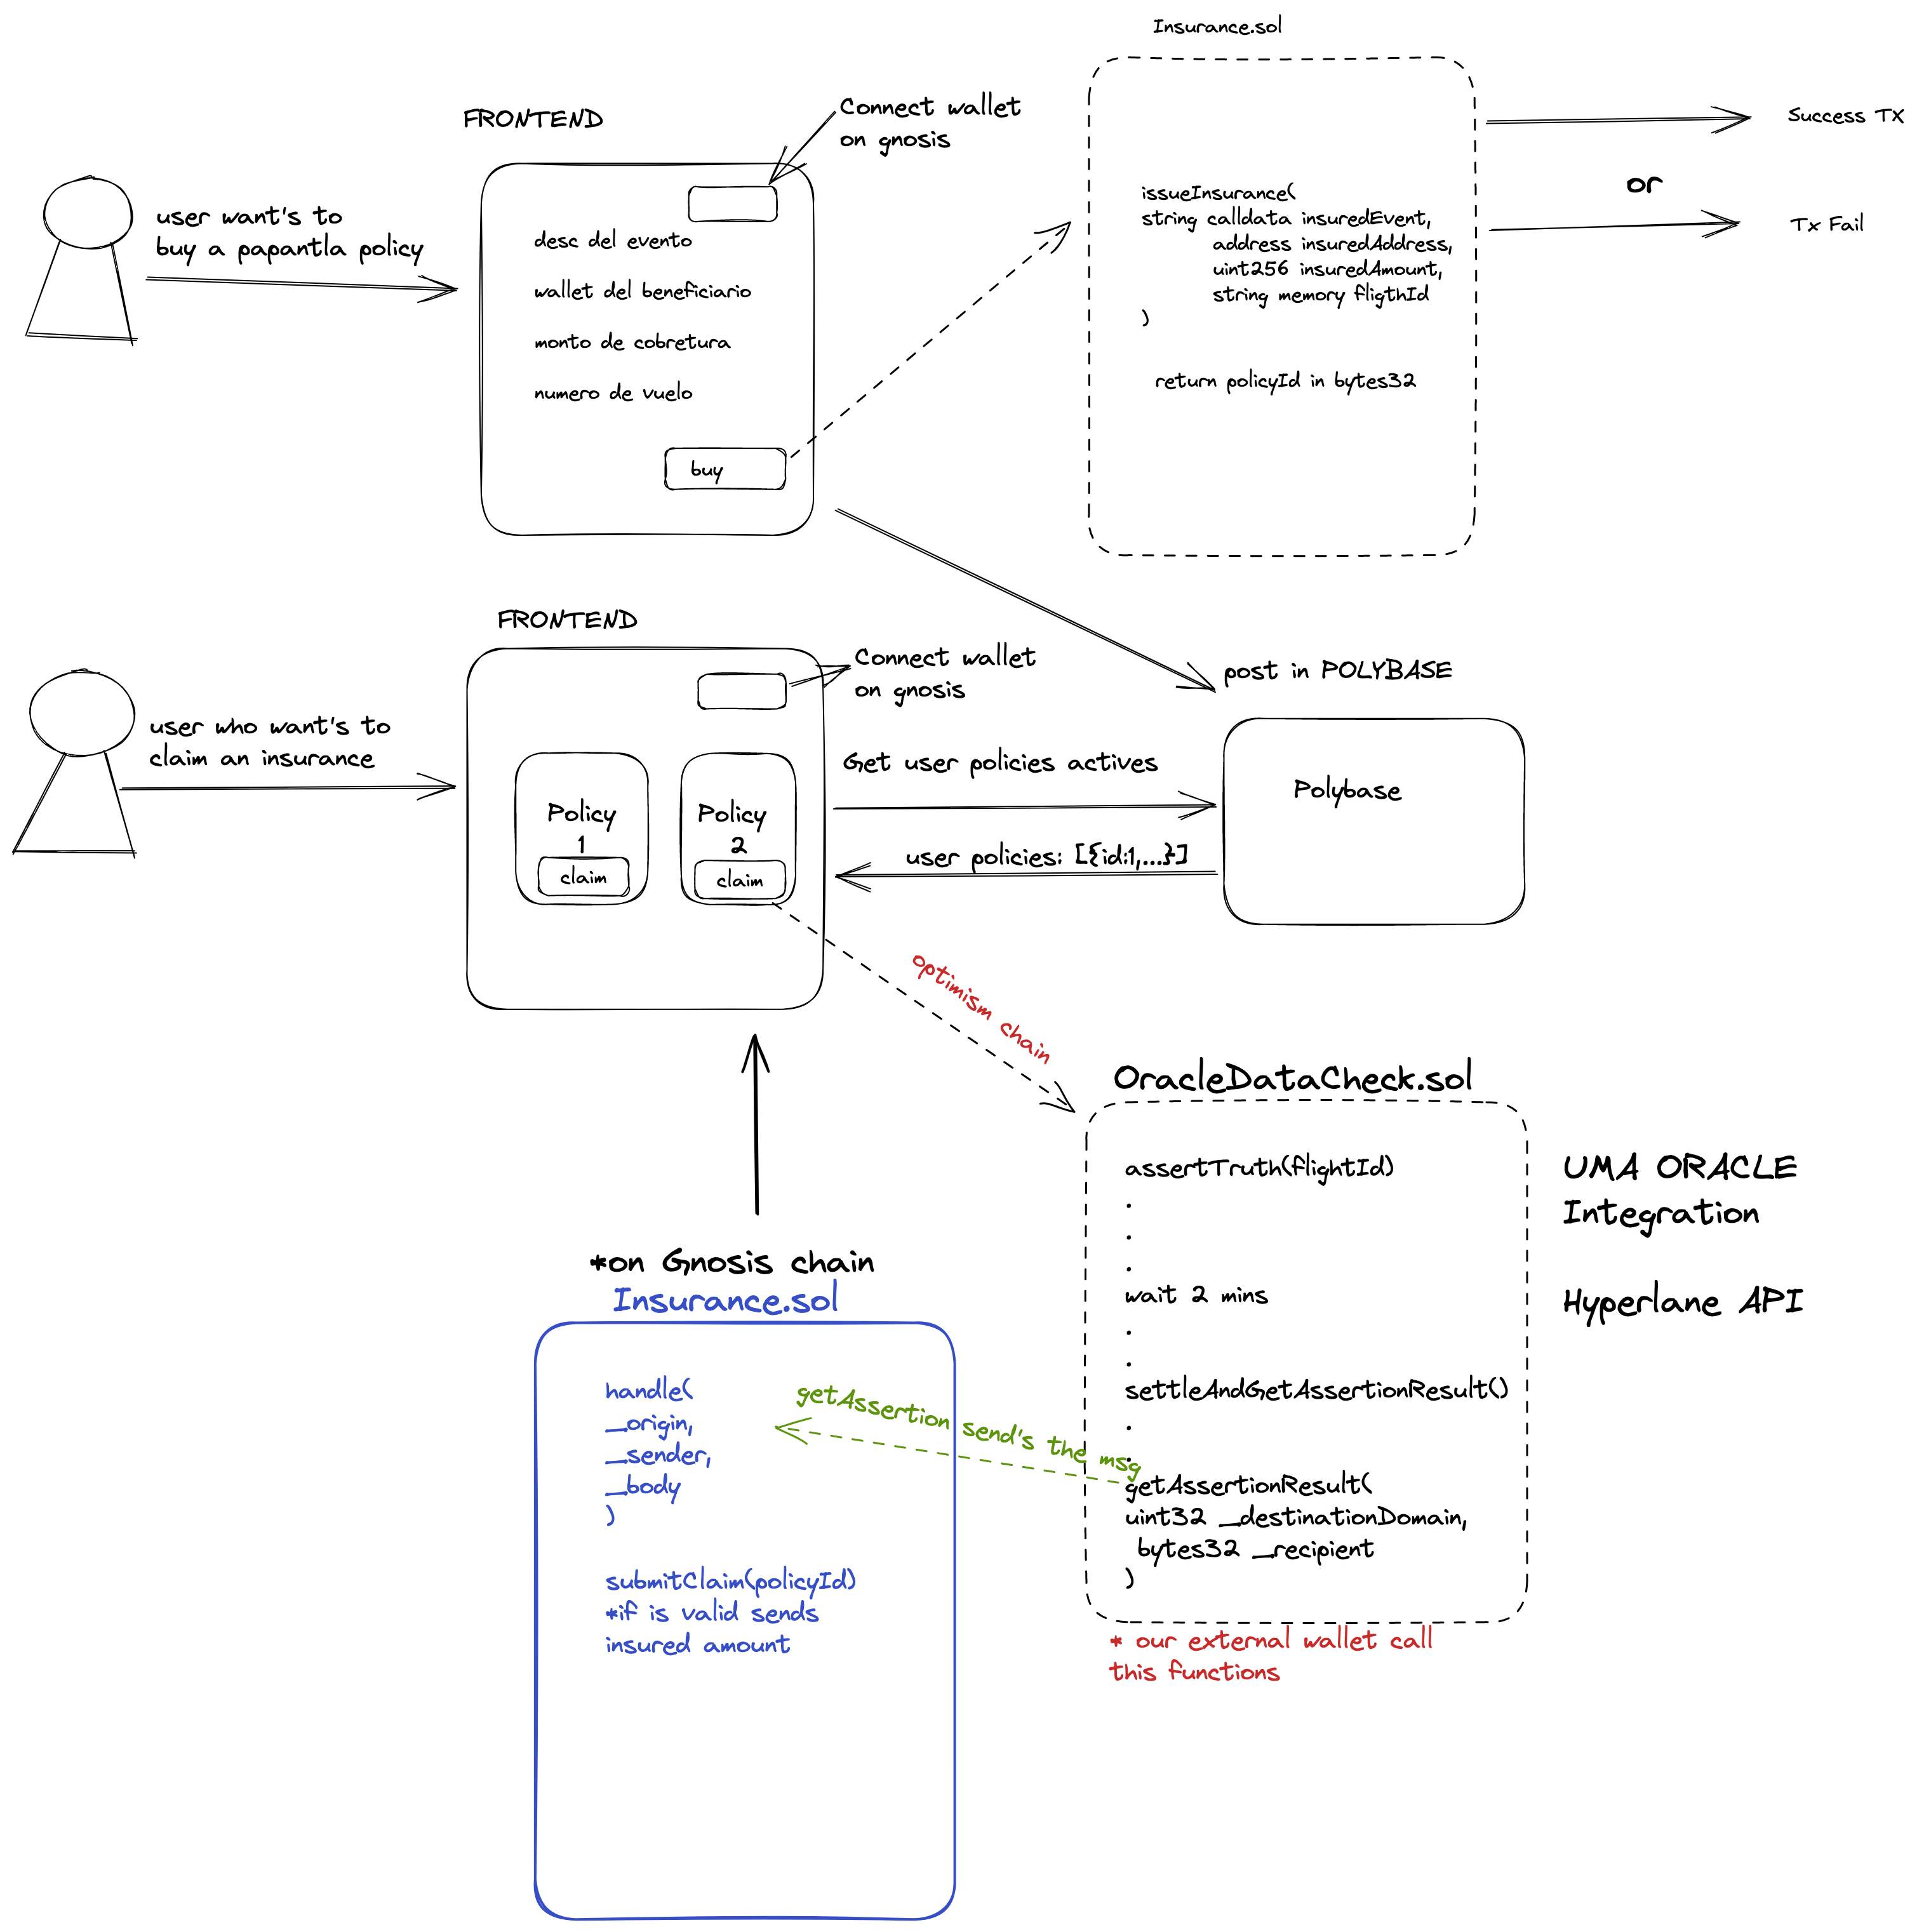 Insurance.sol
FRONTEND
Connect wallet
on gnosis
Success TX
or
Tx Fail
user want's to
buy a papantla policy
desc del evento
wallet del beneficiario
monto de cobretura
numero de vuelo
buy
issueInsurance(
string calldata insuredEvent,
address insuredAddress,
uint256 insuredAmount,
string memory fligthId
)
return policyId in bytes32
FRONTEND
Connect wallet
on gnosis
post in POLYBASE
user who want's to
claim an insurance
Policy
1
claim
Policy
2
claim
Get user policies actives
user policies: [{id:1,...}]
Polybase
optimism chain
OracleDataCheck.sol
assertTruth(flightId)
.
.
.
wait 2 mins
.
.
settleAndGetAssertionResult()
.
.
getAssertionResult(
uint32 _destinationDomain,
bytes32 _recipient
)
UMA ORACLE
Integration
Hyperlane API
* our external wallet call
this functions
*on Gnosis chain
Insurance.sol
handle(
_origin,
_sender,
_body
)
getAssertion send's the msg
submitClaim(policyId)
*if is valid sends
insured amount